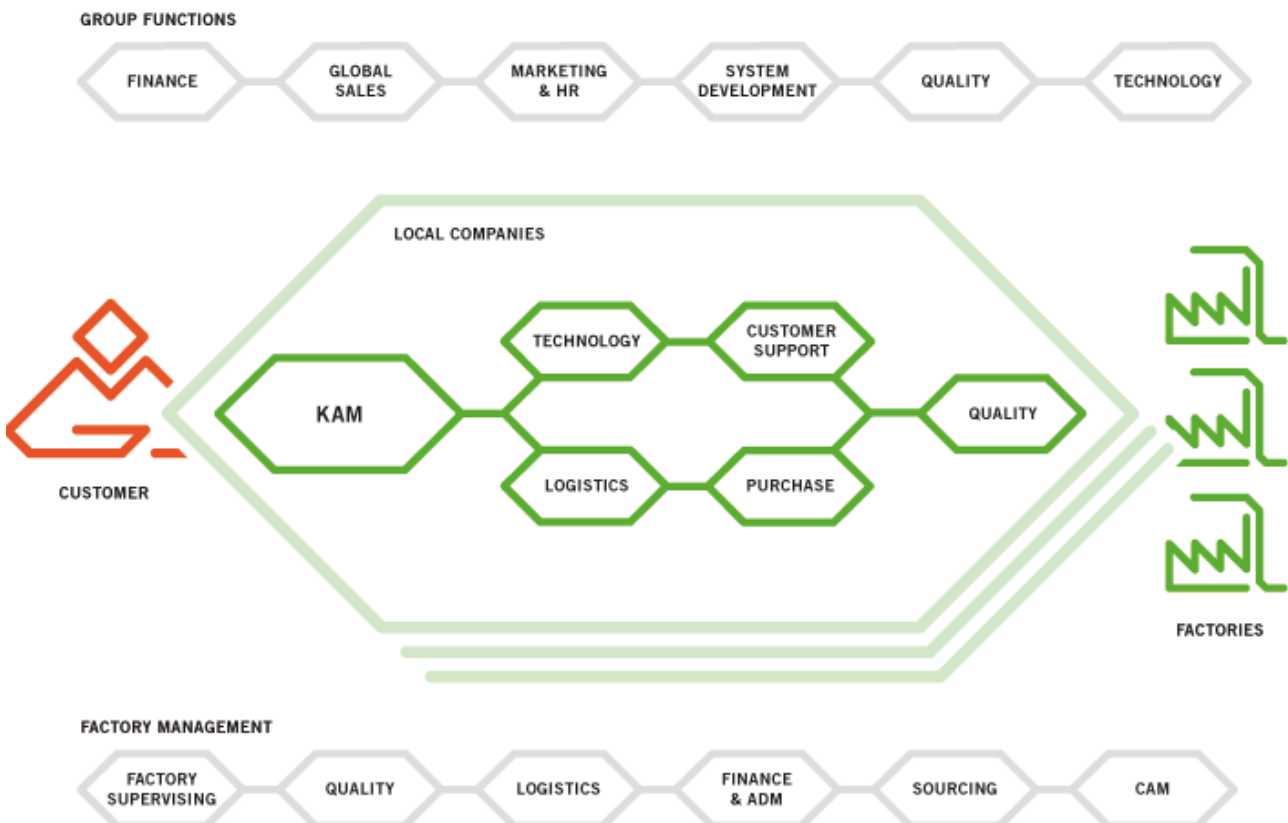 GROUP FUNCTIONS
FINANCE
GLOBAL
SALES
MARKETING
& HR
SYSTEM
DEVELOPMENT
QUALITY
TECHNOLOGY
LOCAL COMPANIES
TECHNOLOGY
CUSTOMER
SUPPORT
KAM
QUALITY
LOGISTICS
PURCHASE
CUSTOMER
FACTORIES
FACTORY MANAGEMENT
FACTORY
SUPERVISING
QUALITY
LOGISTICS
FINANCE
& ADM
SOURCING
CAM